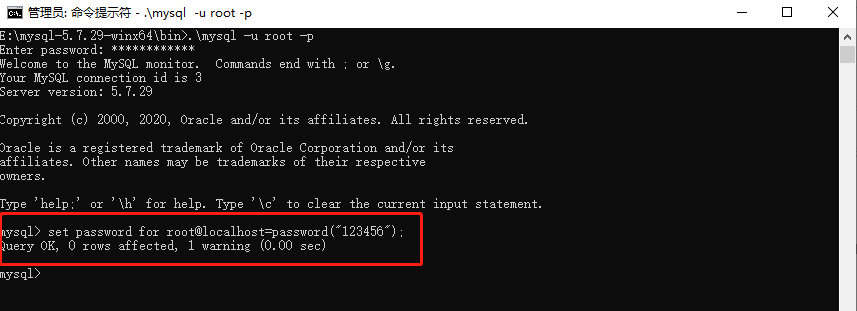 管理员: 命令提示符 - .\mysql  -u root -p
E:\mysql-5.7.29-winx64\bin>.\mysql -u root -p
Enter password: ************
Welcome to the MySQL monitor.  Commands end with ; or \g.
Your MySQL connection id is 3
Server version: 5.7.29
Copyright (c) 2000, 2020, Oracle and/or its affiliates. All rights reserved.
Oracle is a registered trademark of Oracle Corporation and/or its
affiliates. Other names may be trademarks of their respective
owners.
Type 'help;' or '\h' for help. Type '\c' to clear the current input statement.
mysql> set password for root@localhost=password("123456");
Query OK, 0 rows affected, 1 warning (0.00 sec)
mysql>